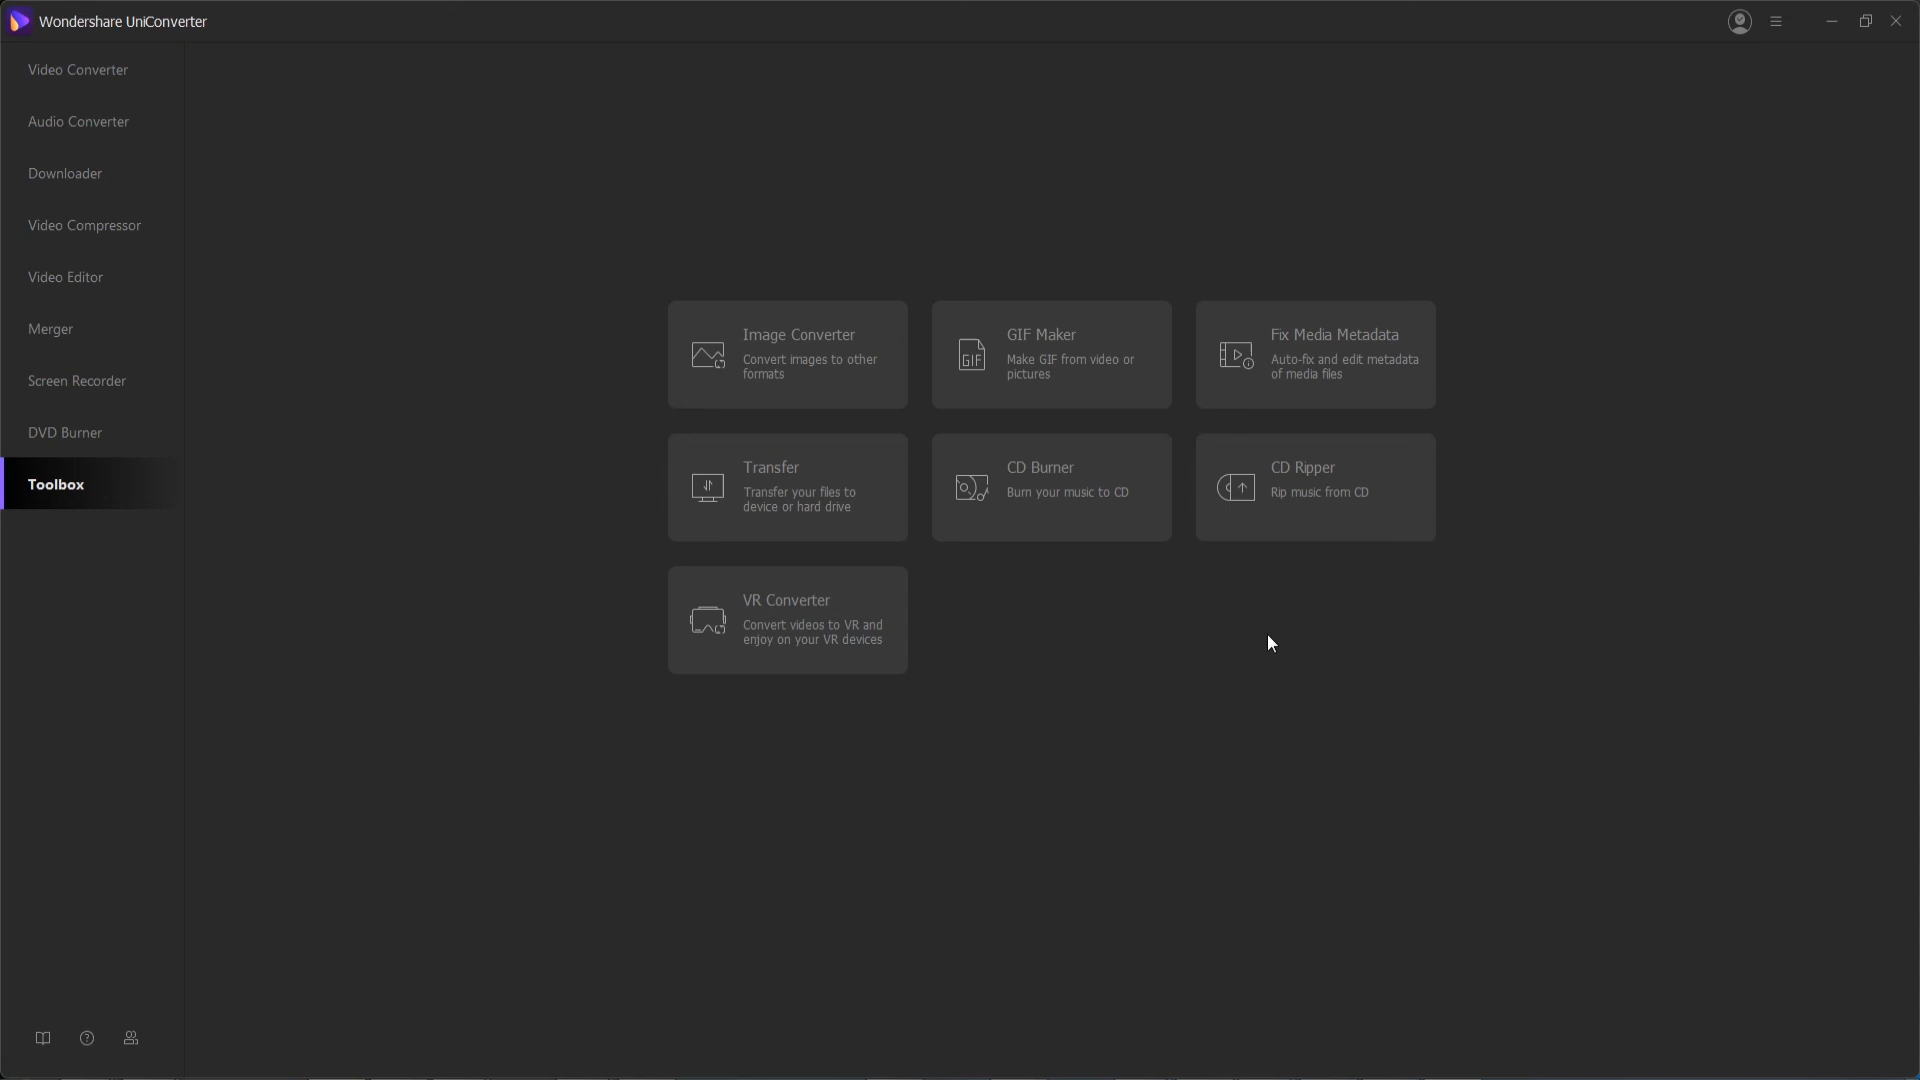 Wondershare UniConverter
Video Converter
Audio Converter
Downloader
Video Compressor
Video Editor
Merger
Screen Recorder
DVD Burner
Toolbox
Image Converter
Convert images to other
formats
GIF
GIF Maker
Make GIF from video or
pictures
Fix Media Metadata
Auto-fix and edit metadata
of media files
Transfer
Transfer your files to
device or hard drive
CD Burner
Burn your music to CD
CD Ripper
Rip music from CD
VR Converter
Convert videos to VR and
enjoy on your VR devices